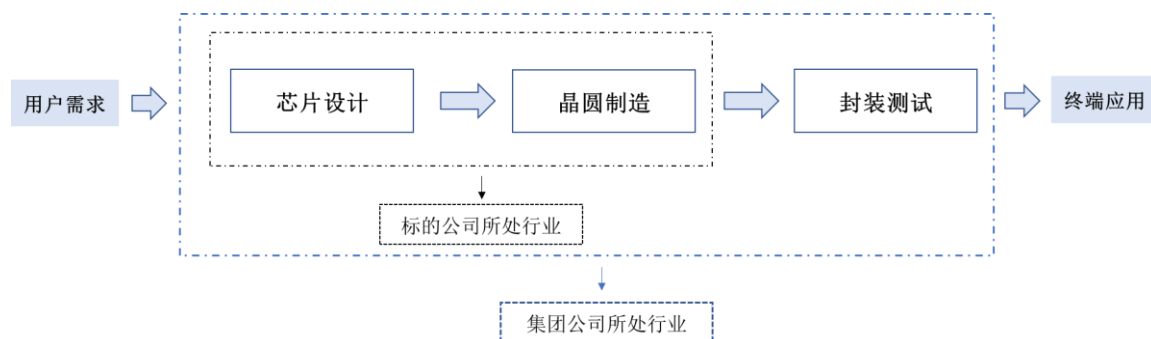 用户需求
芯片设计
晶圆制造
封装测试
终端应用
标的公司所处行业
集团公司所处行业